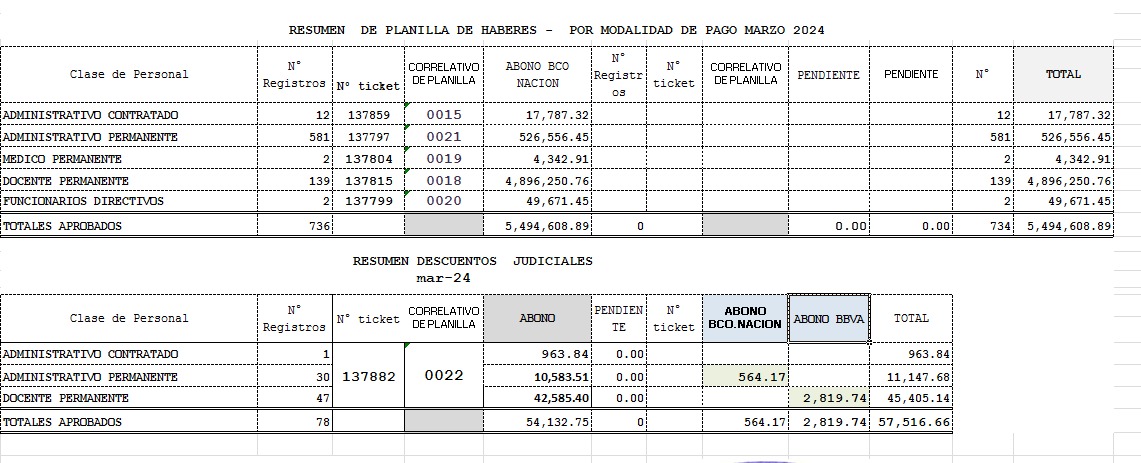 RESUMEN DE PLANILLA DE HABERES - POR MODALIDAD DE PAGO MARZO 2024
Clase de Personal N° Registros N° ticket CORRELATIVO DE PLANILLA ABONO BCO NACION N° Registr os N° ticket CORRELATIVO DE PLANILLA PENDIENTE PENDIENTE N° TOTAL
ADMINISTRATIVO CONTRATADO 12 137859 0015 17,787.32 12 17,787.32
ADMINISTRATIVO PERMANENTE 581 137797 0021 526,556.45 581 526,556.45
MEDICO PERMANENTE 2 137804 0019 4,342.91 2 4,342.91
DOCENTE PERMANENTE 139 137815 0018 4,896,250.76 139 4,896,250.76
FUNCIONARIOS DIRECTIVOS 2 137799 0020 49,671.45 2 49,671.45
TOTALES APROBADOS 736 5,494,608.89 0 0.00 0.00 734 5,494,608.89
RESUMEN DESCUENTOS JUDICIALES
mar-24
Clase de Personal N° Registros N° ticket CORRELATIVO DE PLANILLA ABONO PENDIEN TE N° ticket ABONO BCO.NACION ABONO BBVA TOTAL
ADMINISTRATIVO CONTRATADO 1 963.84 0.00 963.84
ADMINISTRATIVO PERMANENTE 30 137882 0022 10,583.51 0.00 564.17 11,147.68
DOCENTE PERMANENTE 47 42,585.40 0.00 2,819.74 45,405.14
TOTALES APROBADOS 78 54,132.75 0 564.17 2,819.74 57,516.66